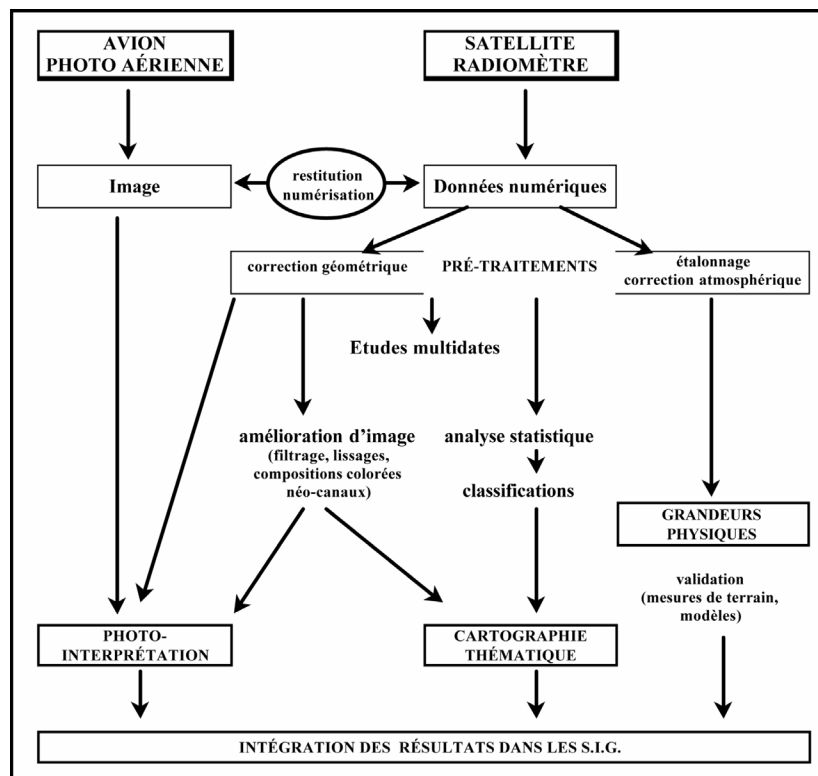 AVION
PHOTO AÉRIENNE
SATELLITE
RADIOMÈTRE
Image
restitution
numérisation
Données numériques
correction géométrique
PRÉ-TRAITEMENTS
étalonnage
correction atmosphérique
Etudes multidates
amélioration d'image
(filtrage, lissages,
compositions colorées
néo-canaux)
analyse statistique
classifications
GRANDEURS
PHYSIQUES
validation
(mesures de terrain,
modèles)
PHOTO-
INTERPRÉTATION
CARTOGRAPHIE
THÉMATIQUE
INTÉGRATION DES RÉSULTATS DANS LES S.I.G.